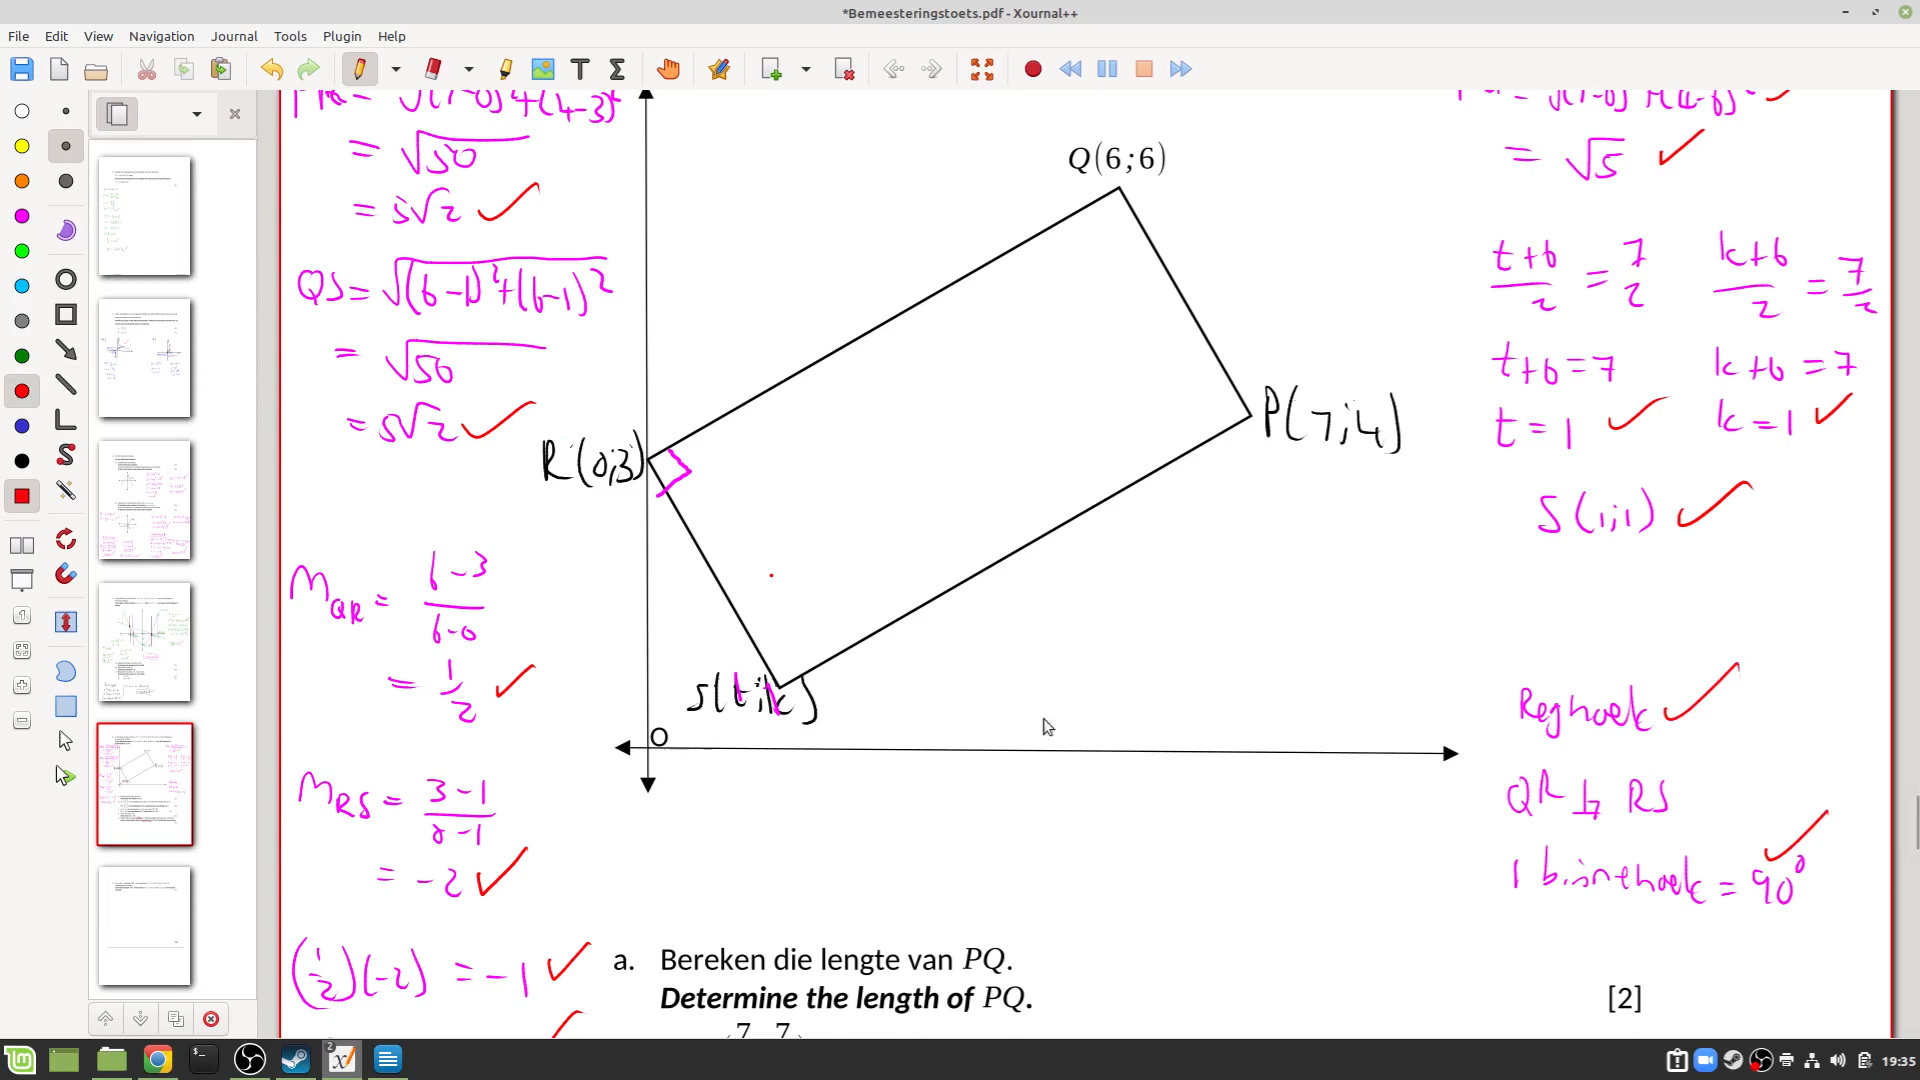 *Bemeesteringstoets.pdf - Xournal++
File Edit View Navigation Journal Tools Plugin Help
= √50
= 5√2
QS = √(6-1)²+(6-1)²
= √50
= 5√2
M_QR = 6-3
6-0
= 1
2
M_RS = 3-1
0-1
= -2
(1/2)(-2) = -1
Q(6;6)
R(0;3)
P(7;4)
S(t;k)
O
= √5
t+6/2 = 7/2 k+6/2 = 7/2
t+6=7 k+6=7
t=1 k=1
S(1;1)
Reghoek
QR ⊥ RS
1 binnehoek = 90°
a. Bereken die lengte van PQ.
Determine the length of PQ.
[2]
19:35